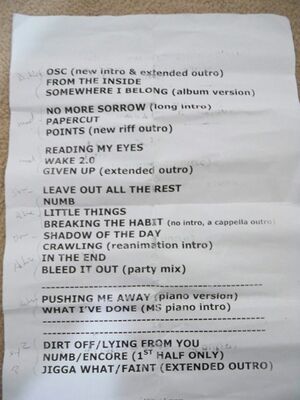 OSC (new intro & extended outro)
FROM THE INSIDE
SOMEWHERE I BELONG (album version)
NO MORE SORROW (long intro)
PAPERCUT
POINTS (new riff outro)
READING MY EYES
WAKE 2.0
GIVEN UP (extended outro)
LEAVE OUT ALL THE REST
NUMB
LITTLE THINGS
BREAKING THE HABIT (no intro, a cappella outro)
SHADOW OF THE DAY
CRAWLING (reanimation intro)
IN THE END
BLEED IT OUT (party mix)
PUSHING ME AWAY (piano version)
WHAT I'VE DONE (MS piano intro)
DIRT OFF/LYING FROM YOU
NUMB/ENCORE (1ST HALF ONLY)
JIGGA WHAT/FAINT (EXTENDED OUTRO)